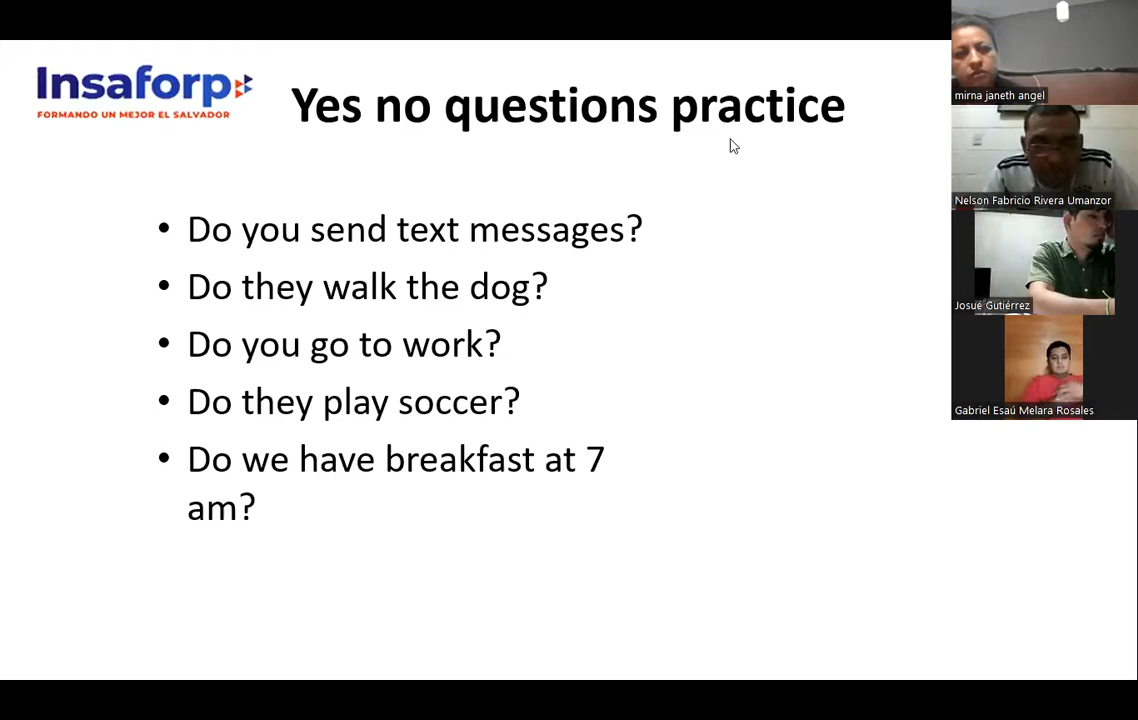 Insaforp
FORMANDO UN MEJOR EL SALVADOR
Yes no questions practice
• Do you send text messages?
• Do they walk the dog?
• Do you go to work?
• Do they play soccer?
• Do we have breakfast at 7
am?
mirna janeth angel
Nelson Fabricio Rivera Umanzor
Josué Gutiérrez
Gabriel Esaú Melara Rosales